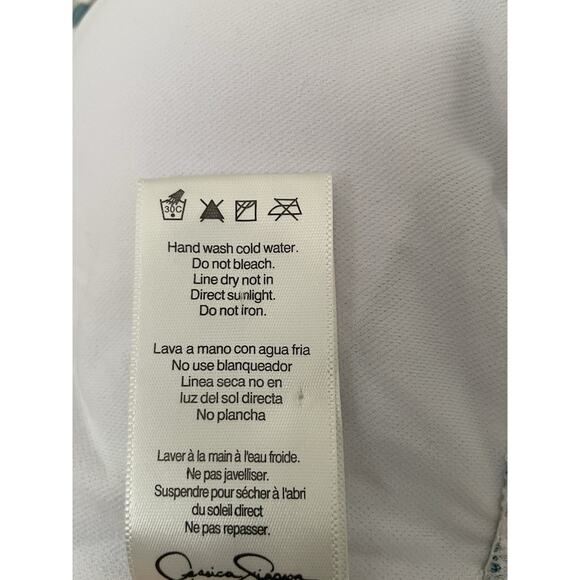 30C
Hand wash cold water.
Do not bleach.
Line dry not in
Direct sunlight.
Do not iron.
Lava a mano con agua fria
No use blanqueador
Linea seca no en
luz del sol directa
No plancha
Laver à la main à l'eau froide.
Ne pas javelliser.
Suspendre pour sécher à l'abri
du soleil direct
Ne pas repasser.
Jessica Simpson